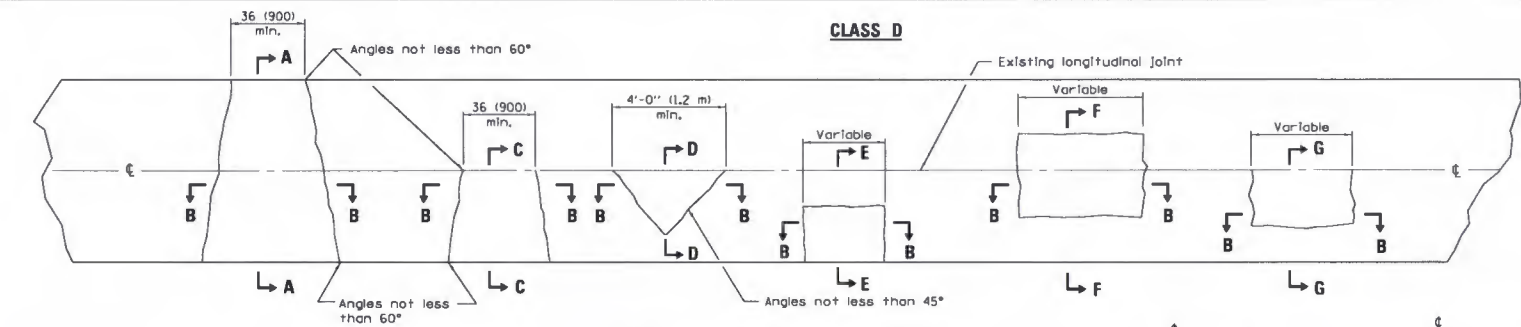 CLASS D
36 (900)
min.
A
Angles not less than 60°
Existing longitudinal joint
36 (900)
min.
4'-0" (1.2 m)
min.
Variable
Variable
Variable
C
D
E
F
G
℄
℄
B
B
B
B
B
B
B
B
B
B
B
B
D
A
Angles not less
than 60°
C
Angles not less than 45°
E
F
G
℄